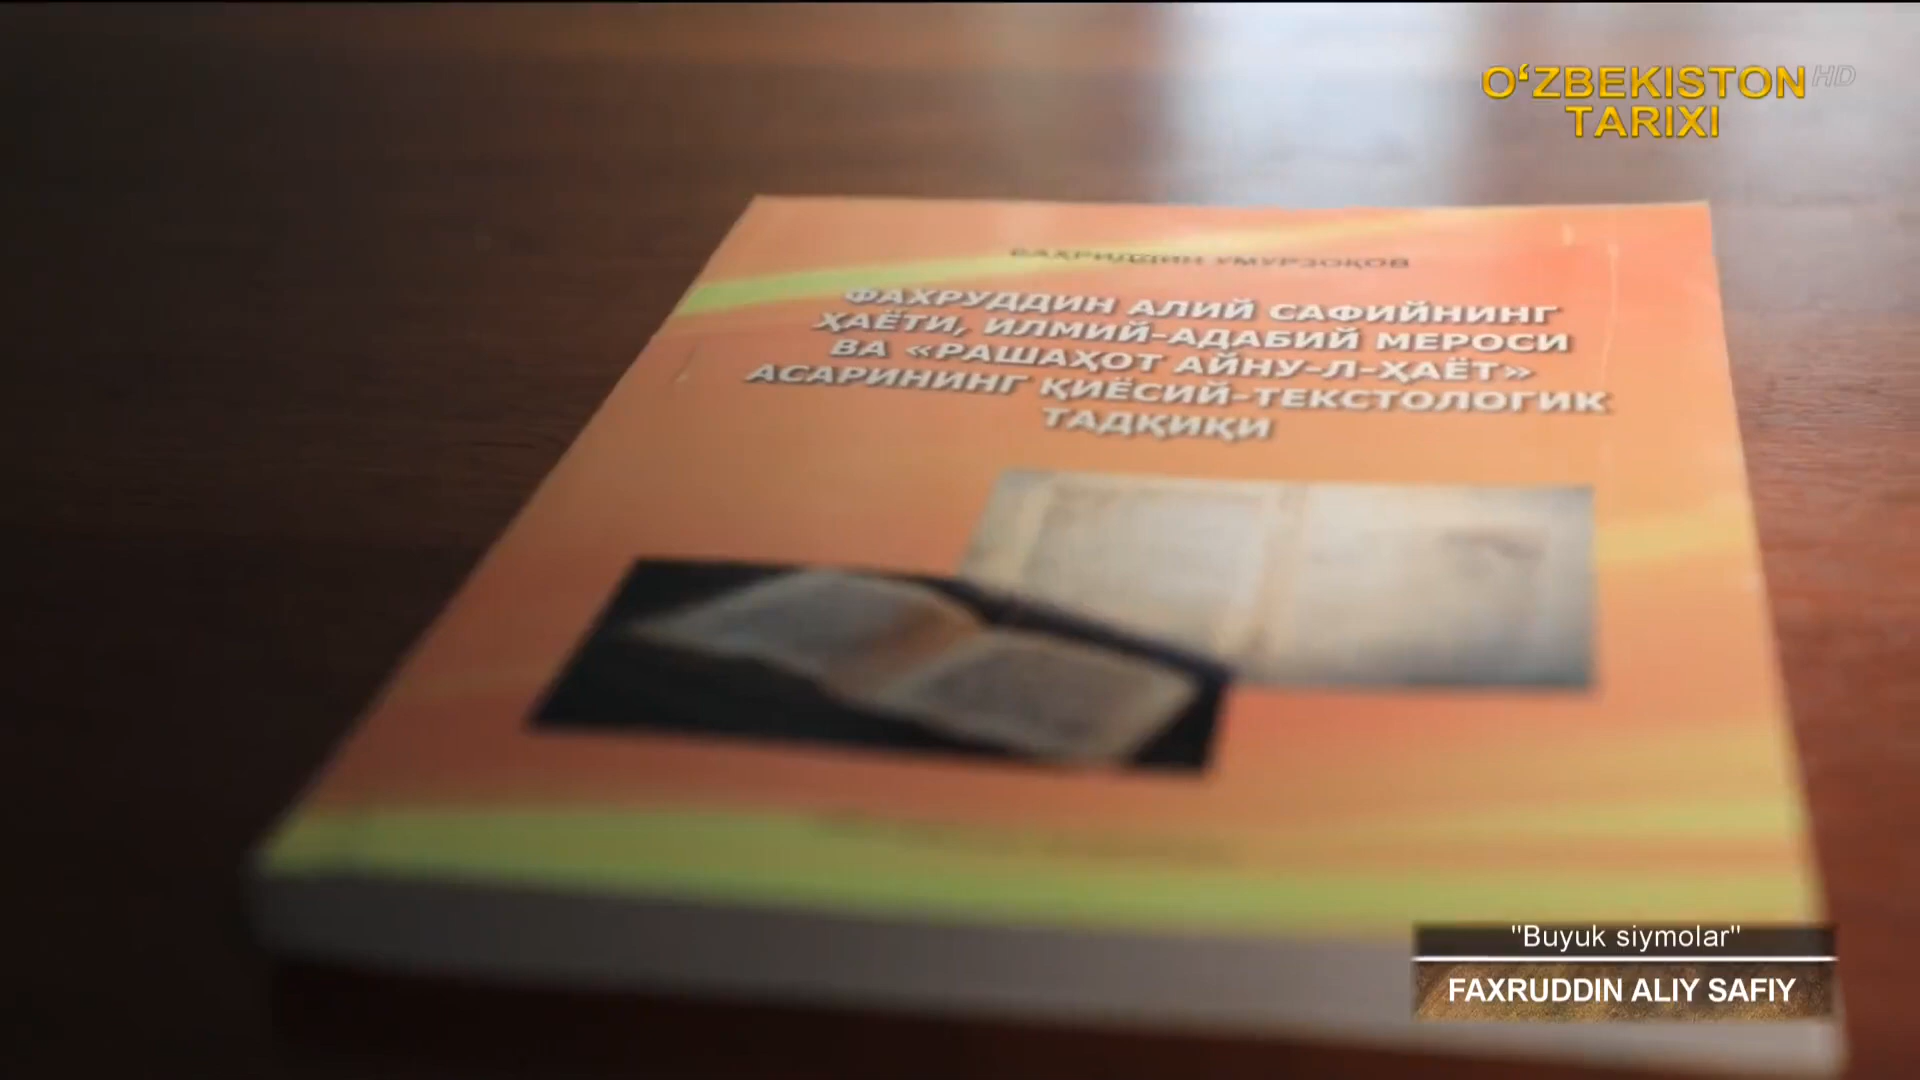 O‘ZBEKISTON HD
TARIXI
УМУРЗОҚОВ
ФАХРУДДИН АЛИЙ САФИЙНИНГ
ҲАЁТИ, ИЛМИЙ-АДАБИЙ МЕРОСИ
ВА «РАШАҲОТ АЙНУ-Л-ҲАЁТ»
АСАРИНИНГ ҚИЁСИЙ-ТЕКСТОЛОГИК
ТАДҚИҚИ
"Buyuk siymolar"
FAXRUDDIN ALIY SAFIY